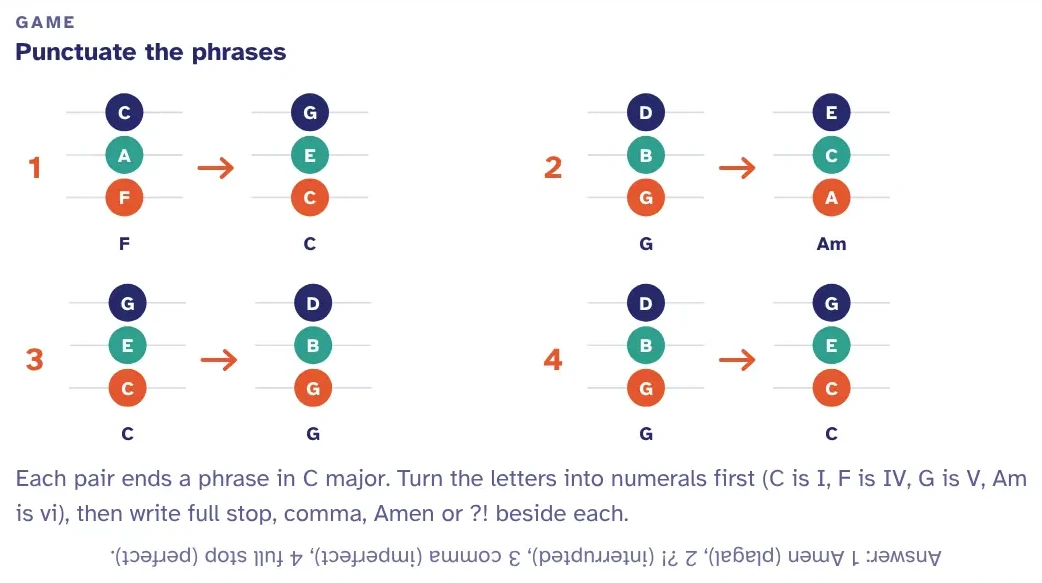 GAME
Punctuate the phrases
1 C A F → G E C
F C
2 D B G → E C A
G Am
3 G E C → D B G
C G
4 D B G → G E C
G C
Each pair ends a phrase in C major. Turn the letters into numerals first (C is I, F is IV, G is V, Am
is vi), then write full stop, comma, Amen or ?! beside each.
Answer: 1 Amen (plagal), 2 ?! (interrupted), 3 comma (imperfect), 4 full stop (perfect).